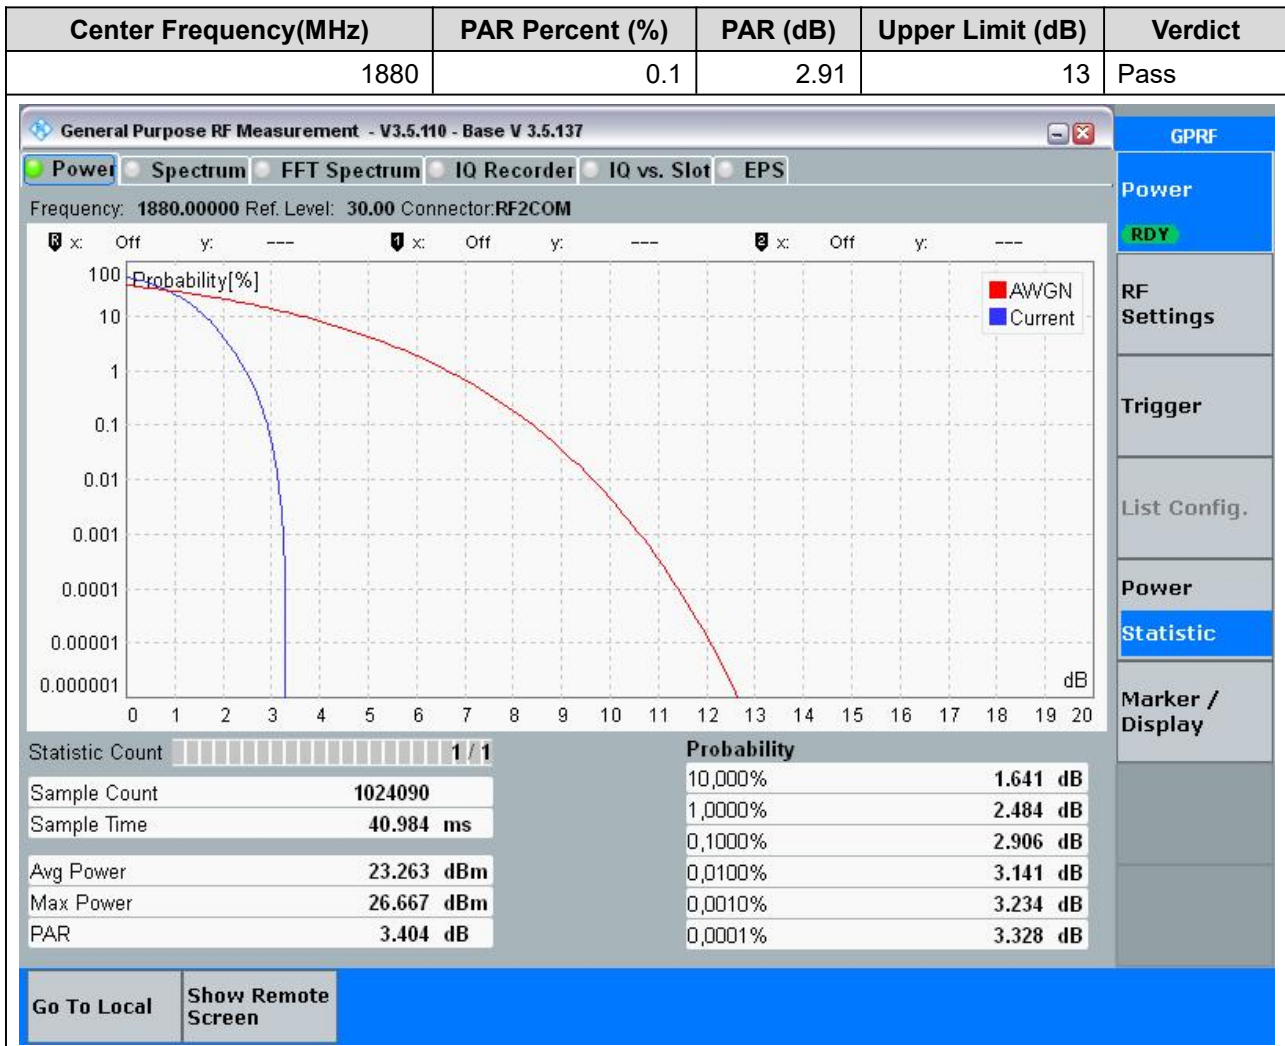 Center Frequency(MHz) PAR Percent (%) PAR (dB) Upper Limit (dB) Verdict
1880 0.1 2.91 13 Pass
General Purpose RF Measurement - V3.5.110 - Base V 3.5.137
GPRF
Power Spectrum FFT Spectrum IQ Recorder IQ vs. Slot EPS
Frequency: 1880.00000 Ref. Level: 30.00 Connector:RF2COM
R x: Off y: --- 1 x: Off y: --- 2 x: Off y: ---
Probability[%]
AWGN
Current
100
10
1
0.1
0.01
0.001
0.0001
0.00001
0.000001
dB
0 1 2 3 4 5 6 7 8 9 10 11 12 13 14 15 16 17 18 19 20
Statistic Count 1 / 1
Sample Count 1024090
Sample Time 40.984 ms
Avg Power 23.263 dBm
Max Power 26.667 dBm
PAR 3.404 dB
Probability
10,000% 1.641 dB
1,0000% 2.484 dB
0,1000% 2.906 dB
0,0100% 3.141 dB
0,0010% 3.234 dB
0,0001% 3.328 dB
Power
RDY
RF
Settings
Trigger
List Config.
Power
Statistic
Marker /
Display
Go To Local
Show Remote
Screen